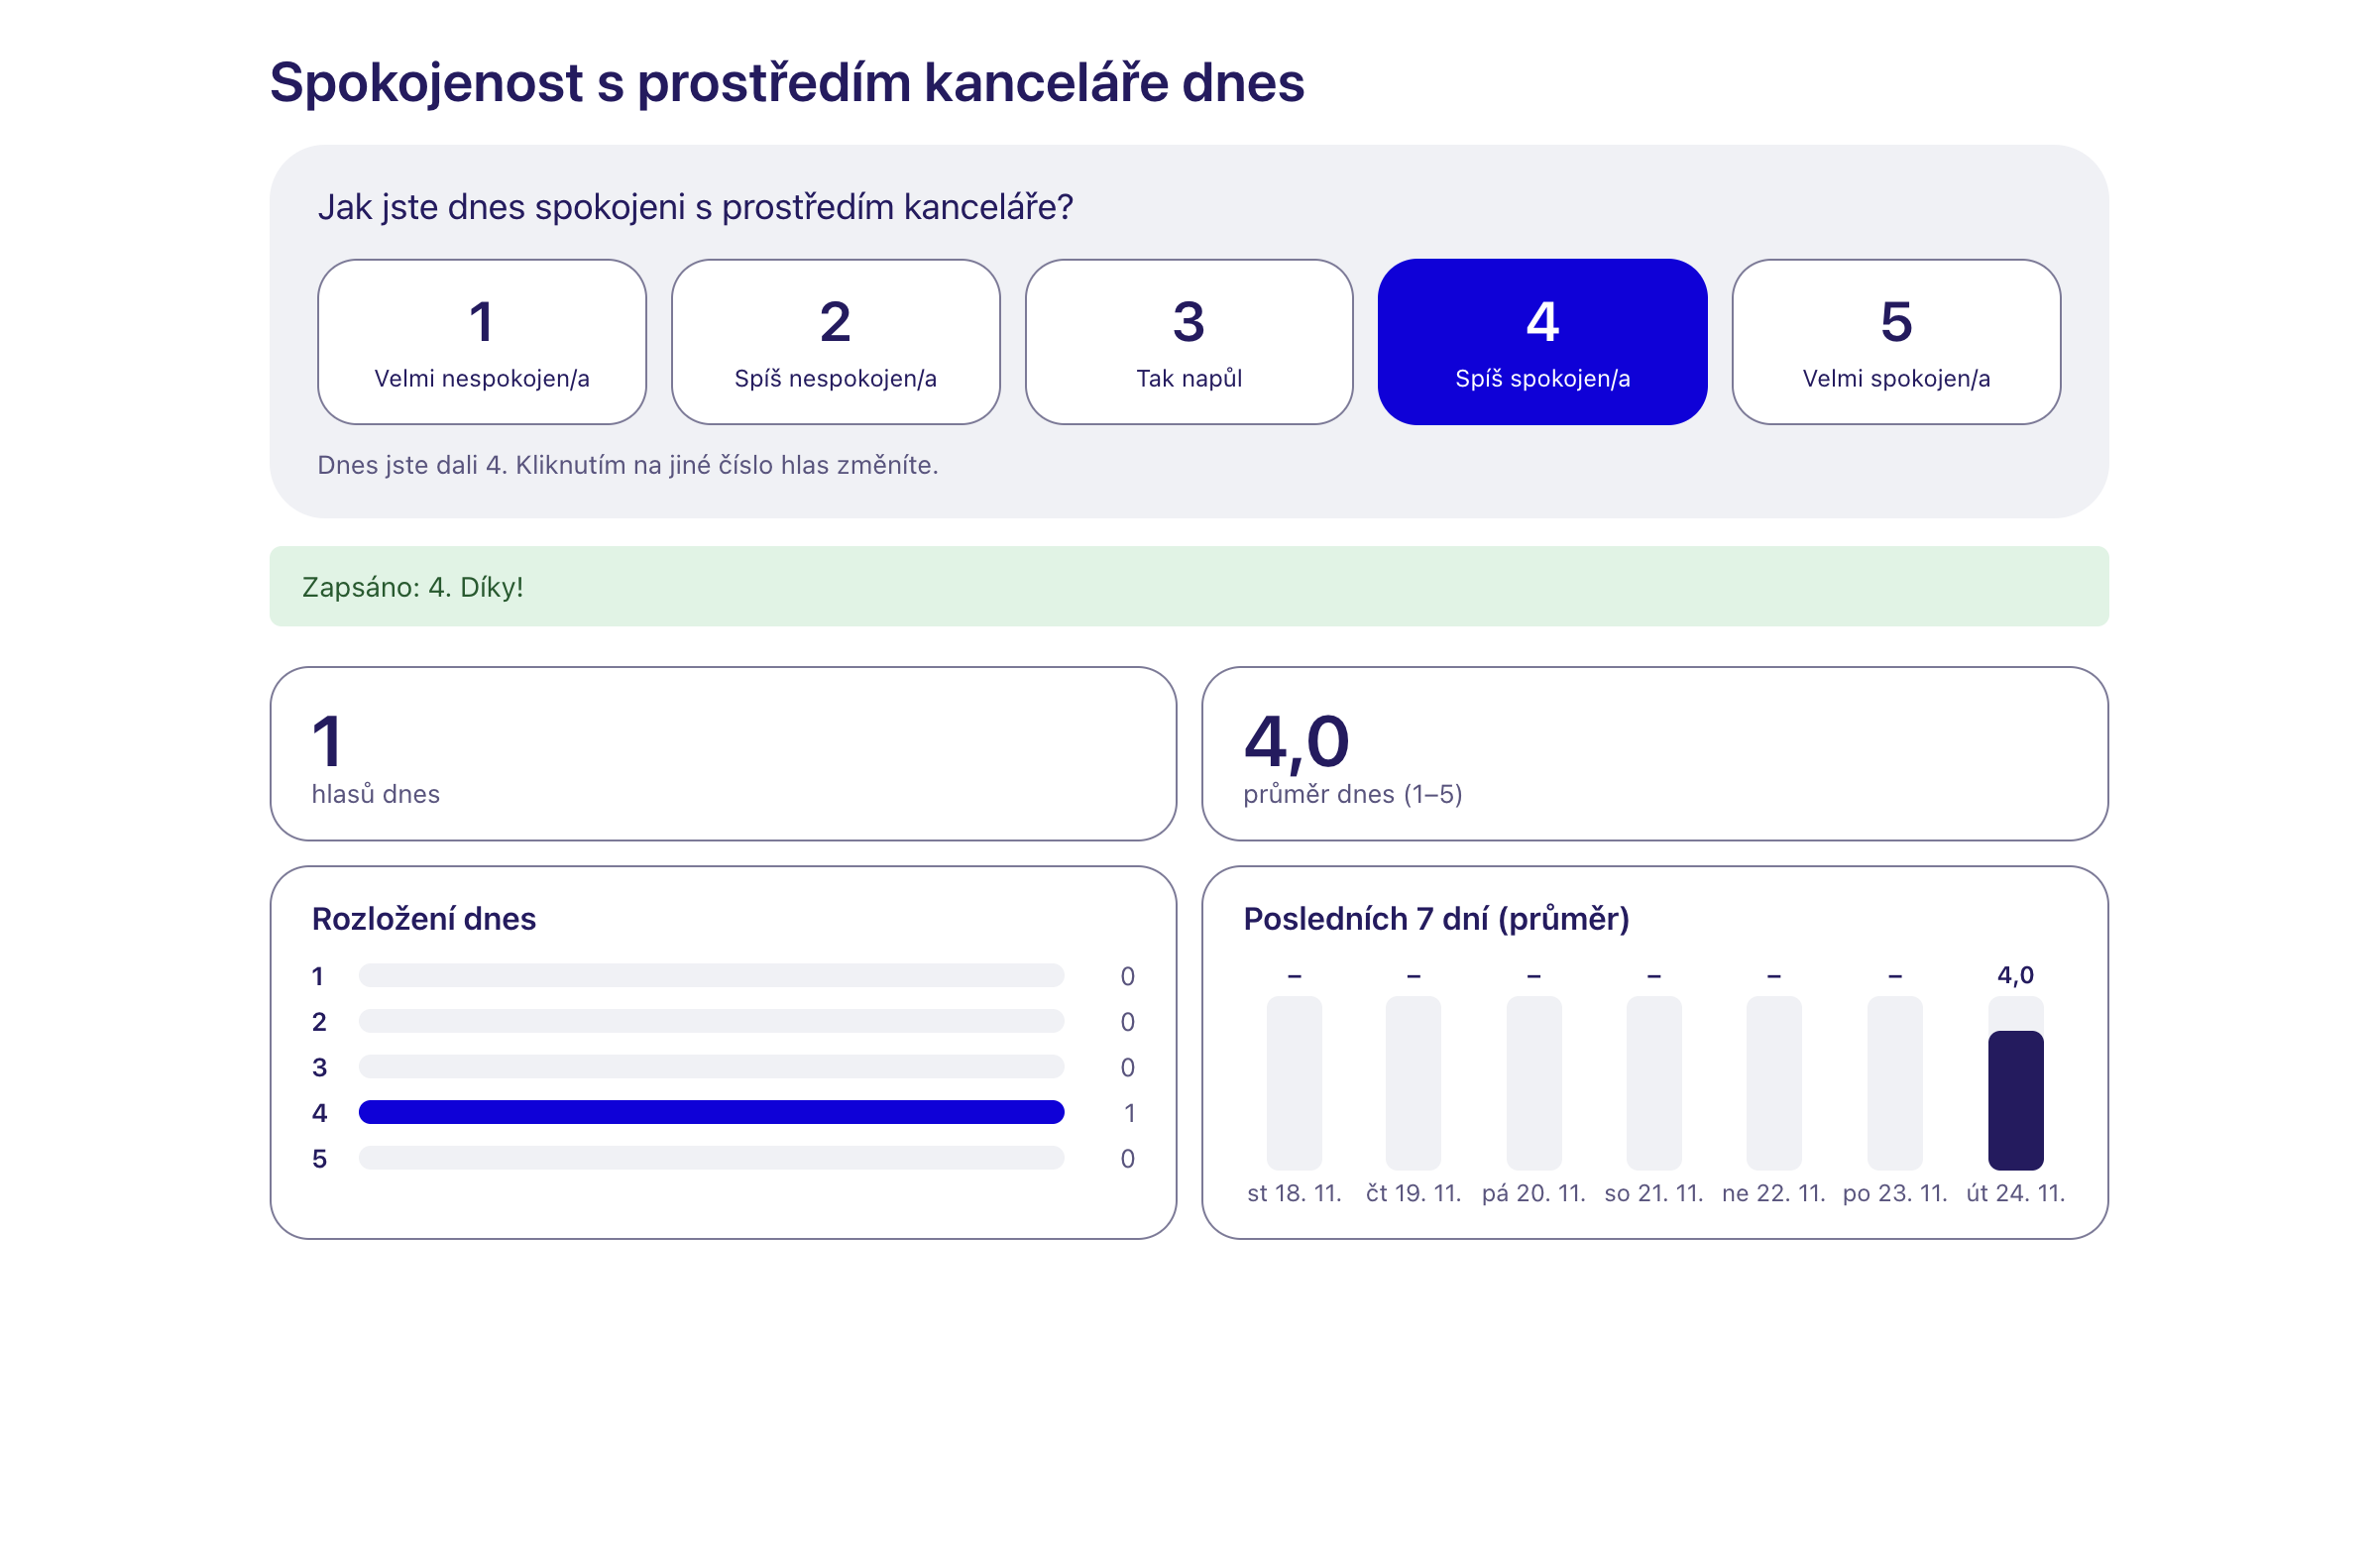 Spokojenost s prostředím kanceláře dnes
Jak jste dnes spokojeni s prostředím kanceláře?
1
Velmi nespokojen/a
2
Spíš nespokojen/a
3
Tak napůl
4
Spíš spokojen/a
5
Velmi spokojen/a
Dnes jste dali 4. Kliknutím na jiné číslo hlas změníte.
Zapsáno: 4. Díky!
1
hlasů dnes
4,0
průměr dnes (1–5)
Rozložení dnes
1 0
2 0
3 0
4 1
5 0
Posledních 7 dní (průměr)
– – – – – – 4,0
st 18. 11. čt 19. 11. pá 20. 11. so 21. 11. ne 22. 11. po 23. 11. út 24. 11.